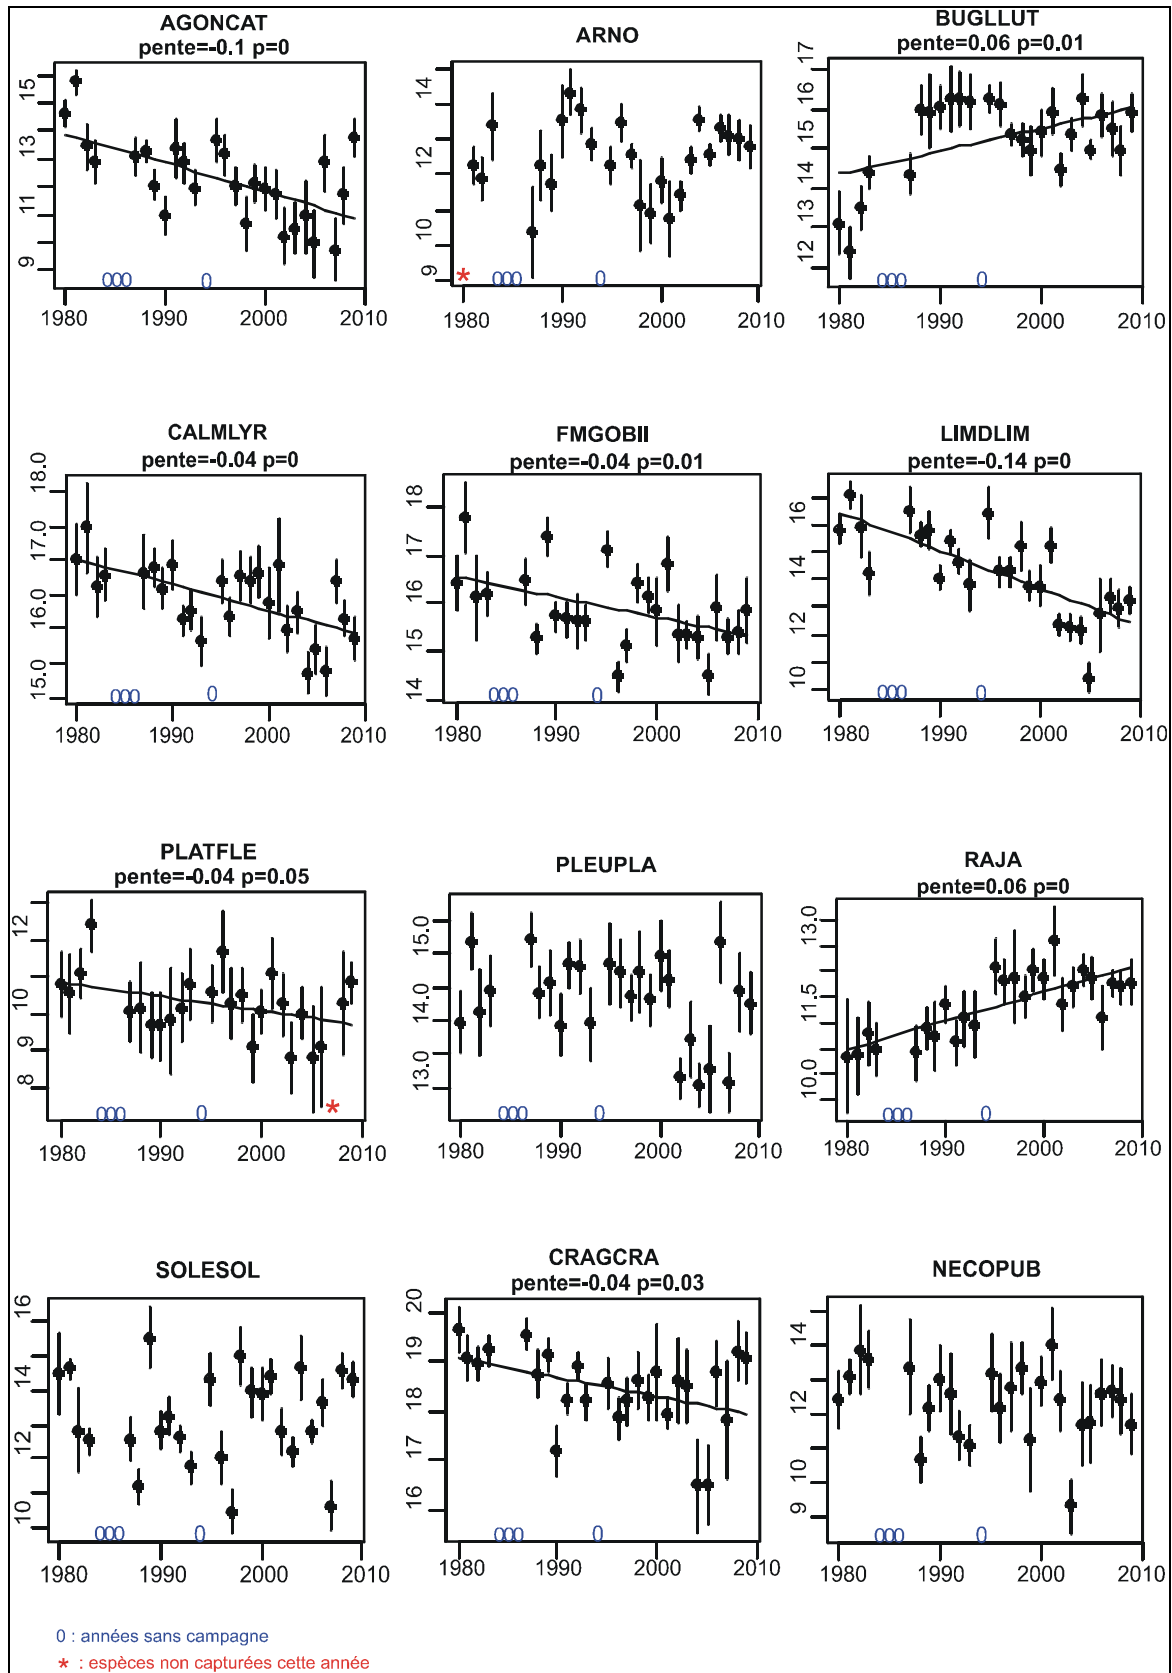 AGONCAT
pente=-0.1 p=0
ARNO
BUGLLUT
pente=0.06 p=0.01
15
13
11
9
000 0
1980 1990 2000 2010
14
12
10
9
* 000 0
1980 1990 2000 2010
17
16
15
14
12
000 0
1980 1990 2000 2010
CALMLYR
pente=-0.04 p=0
FMGOBII
pente=-0.04 p=0.01
LIMDLIM
pente=-0.14 p=0
18.0
17.0
16.0
15.0
000 0
1980 1990 2000 2010
18
16
15
14
000 0
1980 1990 2000 2010
16
14
12
10
000 0
1980 1990 2000 2010
PLATFLE
pente=-0.04 p=0.05
PLEUPLA
RAJA
pente=0.06 p=0
12
10
9
8
000 0 *
1980 1990 2000 2010
15.0
14.0
13.0
000 0
1980 1990 2000 2010
13.0
11.5
10.0
000 0
1980 1990 2000 2010
SOLESOL
CRAGCRA
pente=-0.04 p=0.03
NECOPUB
16
14
12
10
000 0
1980 1990 2000 2010
20
19
18
17
16
000 0
1980 1990 2000 2010
14
12
10
9
000 0
1980 1990 2000 2010
0 : années sans campagne
* : espèces non capturées cette année